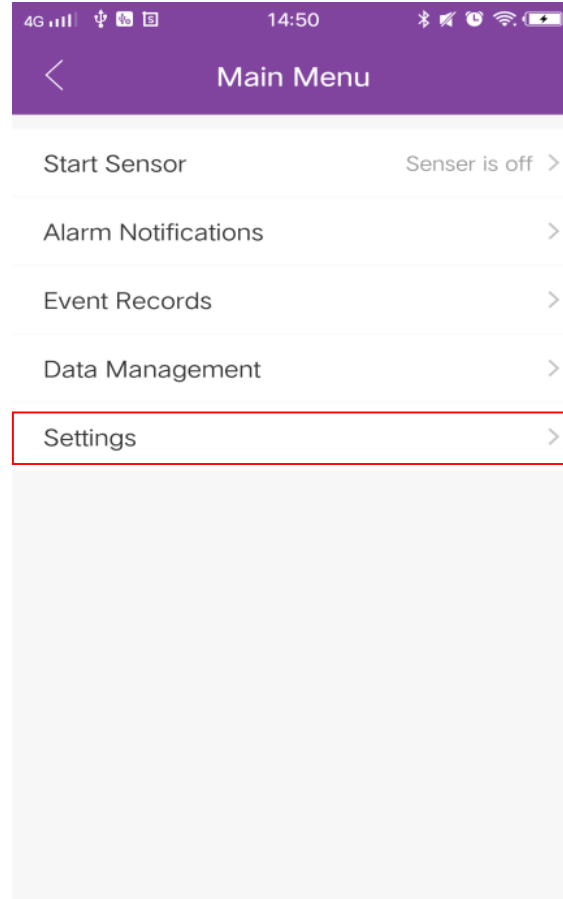 4G 14:50
Main Menu
Start Sensor Senser is off
Alarm Notifications
Event Records
Data Management
Settings